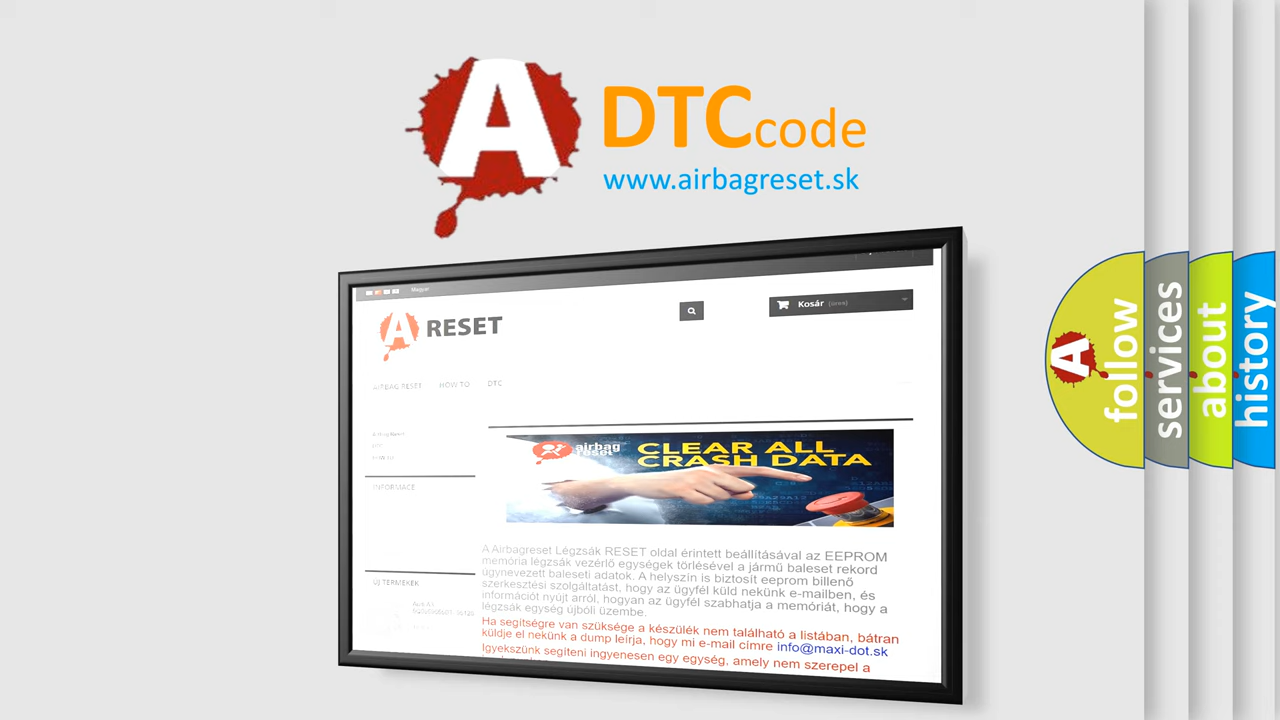 A
DTCcode
www.airbagreset.sk
Magyar
A RESET
Kosár (üres)
AIRBAG RESET HOW TO DTC
INFORMACE
airbag
reset
CLEAR ALL
CRASH DATA
A Airbagreset Légzsák RESET oldal érintett beállításával az EEPROM
memória légzsák vezérlő egységek törlésével a jármű baleset rekord
úgynevezett baleseti adatok. A helyszín is biztosít eeprom billenő
szerkesztési szolgáltatást, hogy az ügyfél küld nekünk e-mailben, és
információt nyújt arról, hogyan az ügyfél szabhatja a memóriát, hogy a
légzsák egység újbóli üzembe.
ÚJ TERMÉKEK
Ha segítségre van szüksége a készülék nem található a listában, bátran
küldje el nekünk a dump leírja, hogy mi e-mail címre info@maxi-dot.sk
Igyekszünk segíteni ingyenesen egy egység, amely nem szerepel a
A
follow
services
about
history